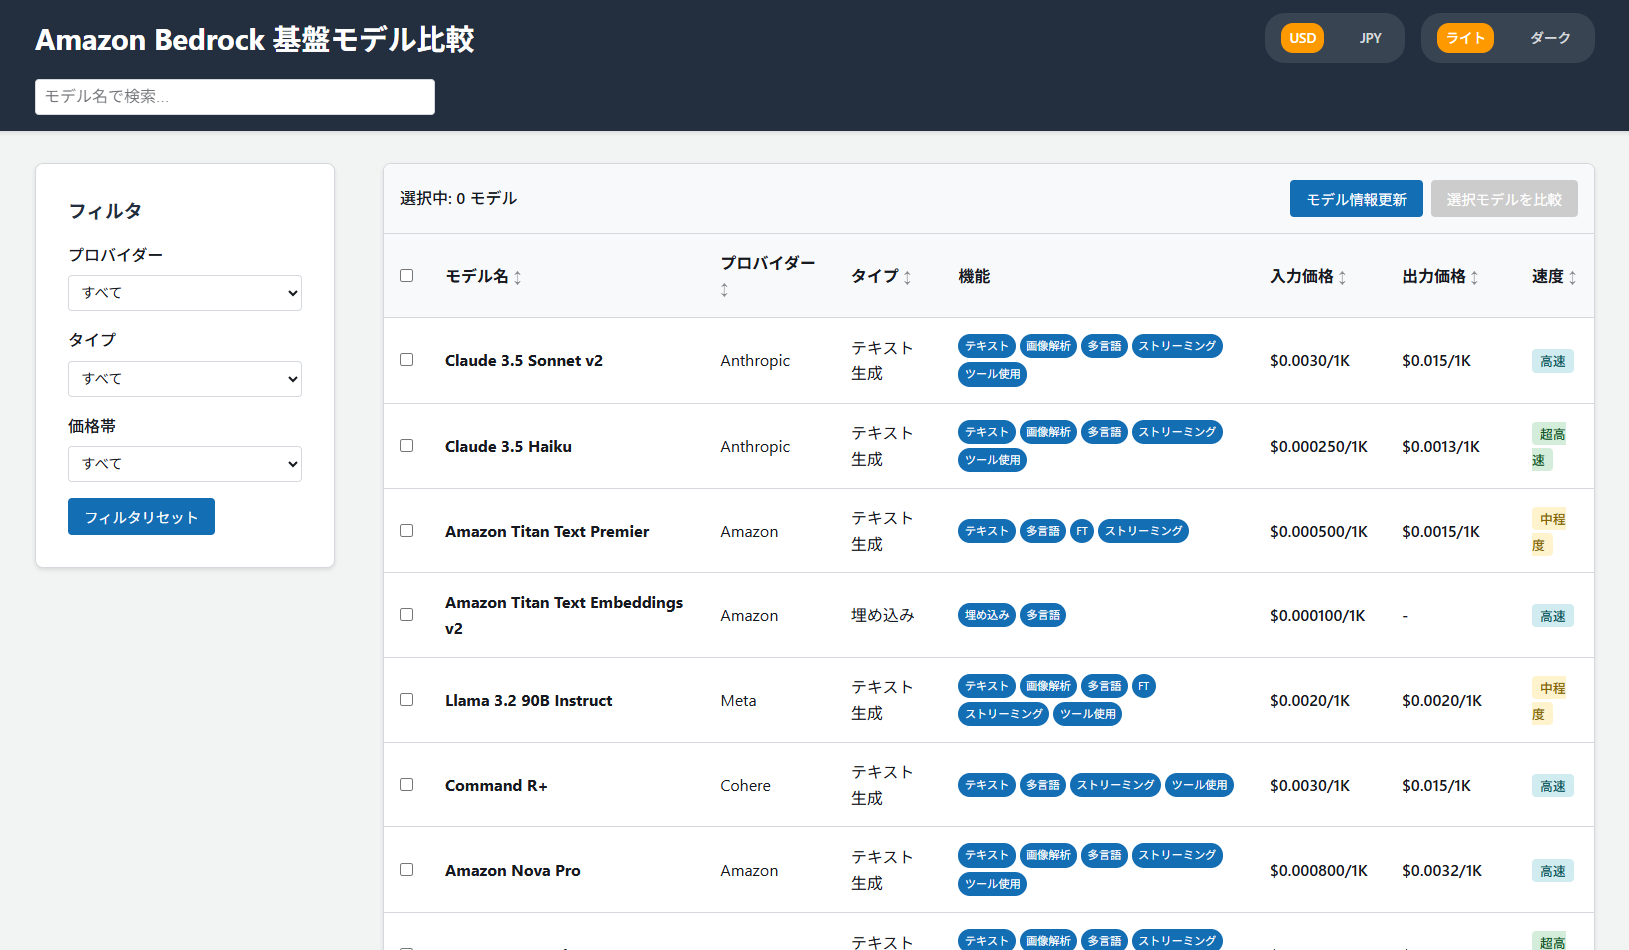 Amazon Bedrock 基盤モデル比較
USD JPY ライト ダーク
モデル名で検索...
フィルタ
プロバイダー
すべて
タイプ
すべて
価格帯
すべて
フィルタリセット
選択中: 0 モデル
モデル情報更新 選択モデルを比較
モデル名 ↕ プロバイダー ↕ タイプ ↕ 機能 入力価格 ↕ 出力価格 ↕ 速度 ↕
Claude 3.5 Sonnet v2 Anthropic テキスト生成 テキスト 画像解析 多言語 ストリーミング ツール使用 $0.0030/1K $0.015/1K 高速
Claude 3.5 Haiku Anthropic テキスト生成 テキスト 画像解析 多言語 ストリーミング ツール使用 $0.000250/1K $0.0013/1K 超高速
Amazon Titan Text Premier Amazon テキスト生成 テキスト 多言語 FT ストリーミング $0.000500/1K $0.0015/1K 中程度
Amazon Titan Text Embeddings v2 Amazon 埋め込み 埋め込み 多言語 $0.000100/1K - 高速
Llama 3.2 90B Instruct Meta テキスト生成 テキスト 画像解析 多言語 FT ストリーミング ツール使用 $0.0020/1K $0.0020/1K 中程度
Command R+ Cohere テキスト生成 テキスト 多言語 ストリーミング ツール使用 $0.0030/1K $0.015/1K 高速
Amazon Nova Pro Amazon テキスト生成 テキスト 画像解析 多言語 ストリーミング ツール使用 $0.000800/1K $0.0032/1K 高速
テキスト テキスト 画像解析 多言語 ストリーミング 超高